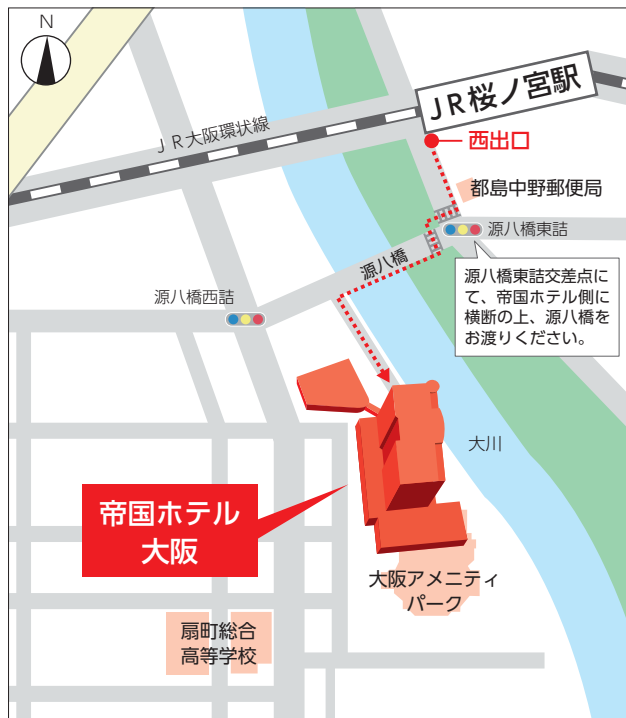 N
JR桜ノ宮駅
JR大阪環状線
西出口
都島中野郵便局
源八橋東詰
源八橋
源八橋西詰
源八橋東詰交差点に
て、帝国ホテル側に
横断の上、源八橋を
お渡りください。
大川
帝国ホテル
大阪
大阪アメニティ
パーク
扇町総合
高等学校